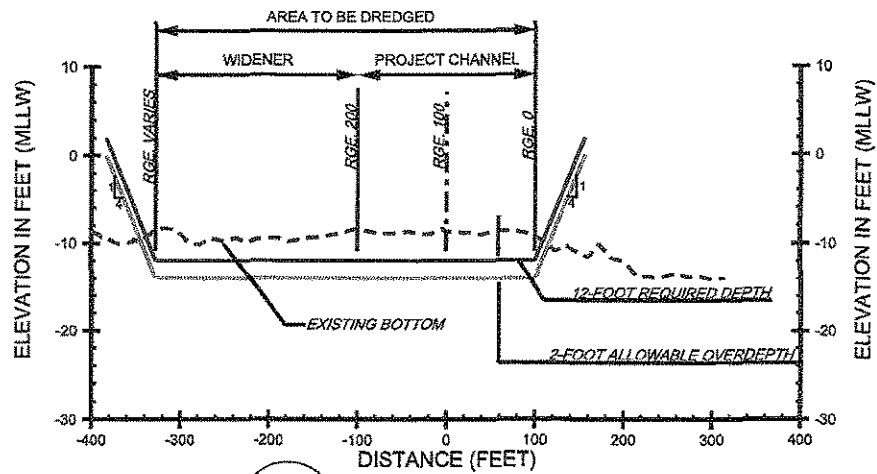 AREA TO BE DREDGED
WIDENER
PROJECT CHANNEL
10
0
-10
-20
-30
ELEVATION IN FEET (MLLW)
RGE. VARIES
RGE. 200
RGE. 100
RGE. 0
1
4
1
4
10
0
-10
-20
-30
ELEVATION IN FEET (MLLW)
12-FOOT REQUIRED DEPTH
EXISTING BOTTOM
2-FOOT ALLOWABLE OVERDEPTH
-400 -300 -200 -100 0 100 200 300 400
DISTANCE (FEET)